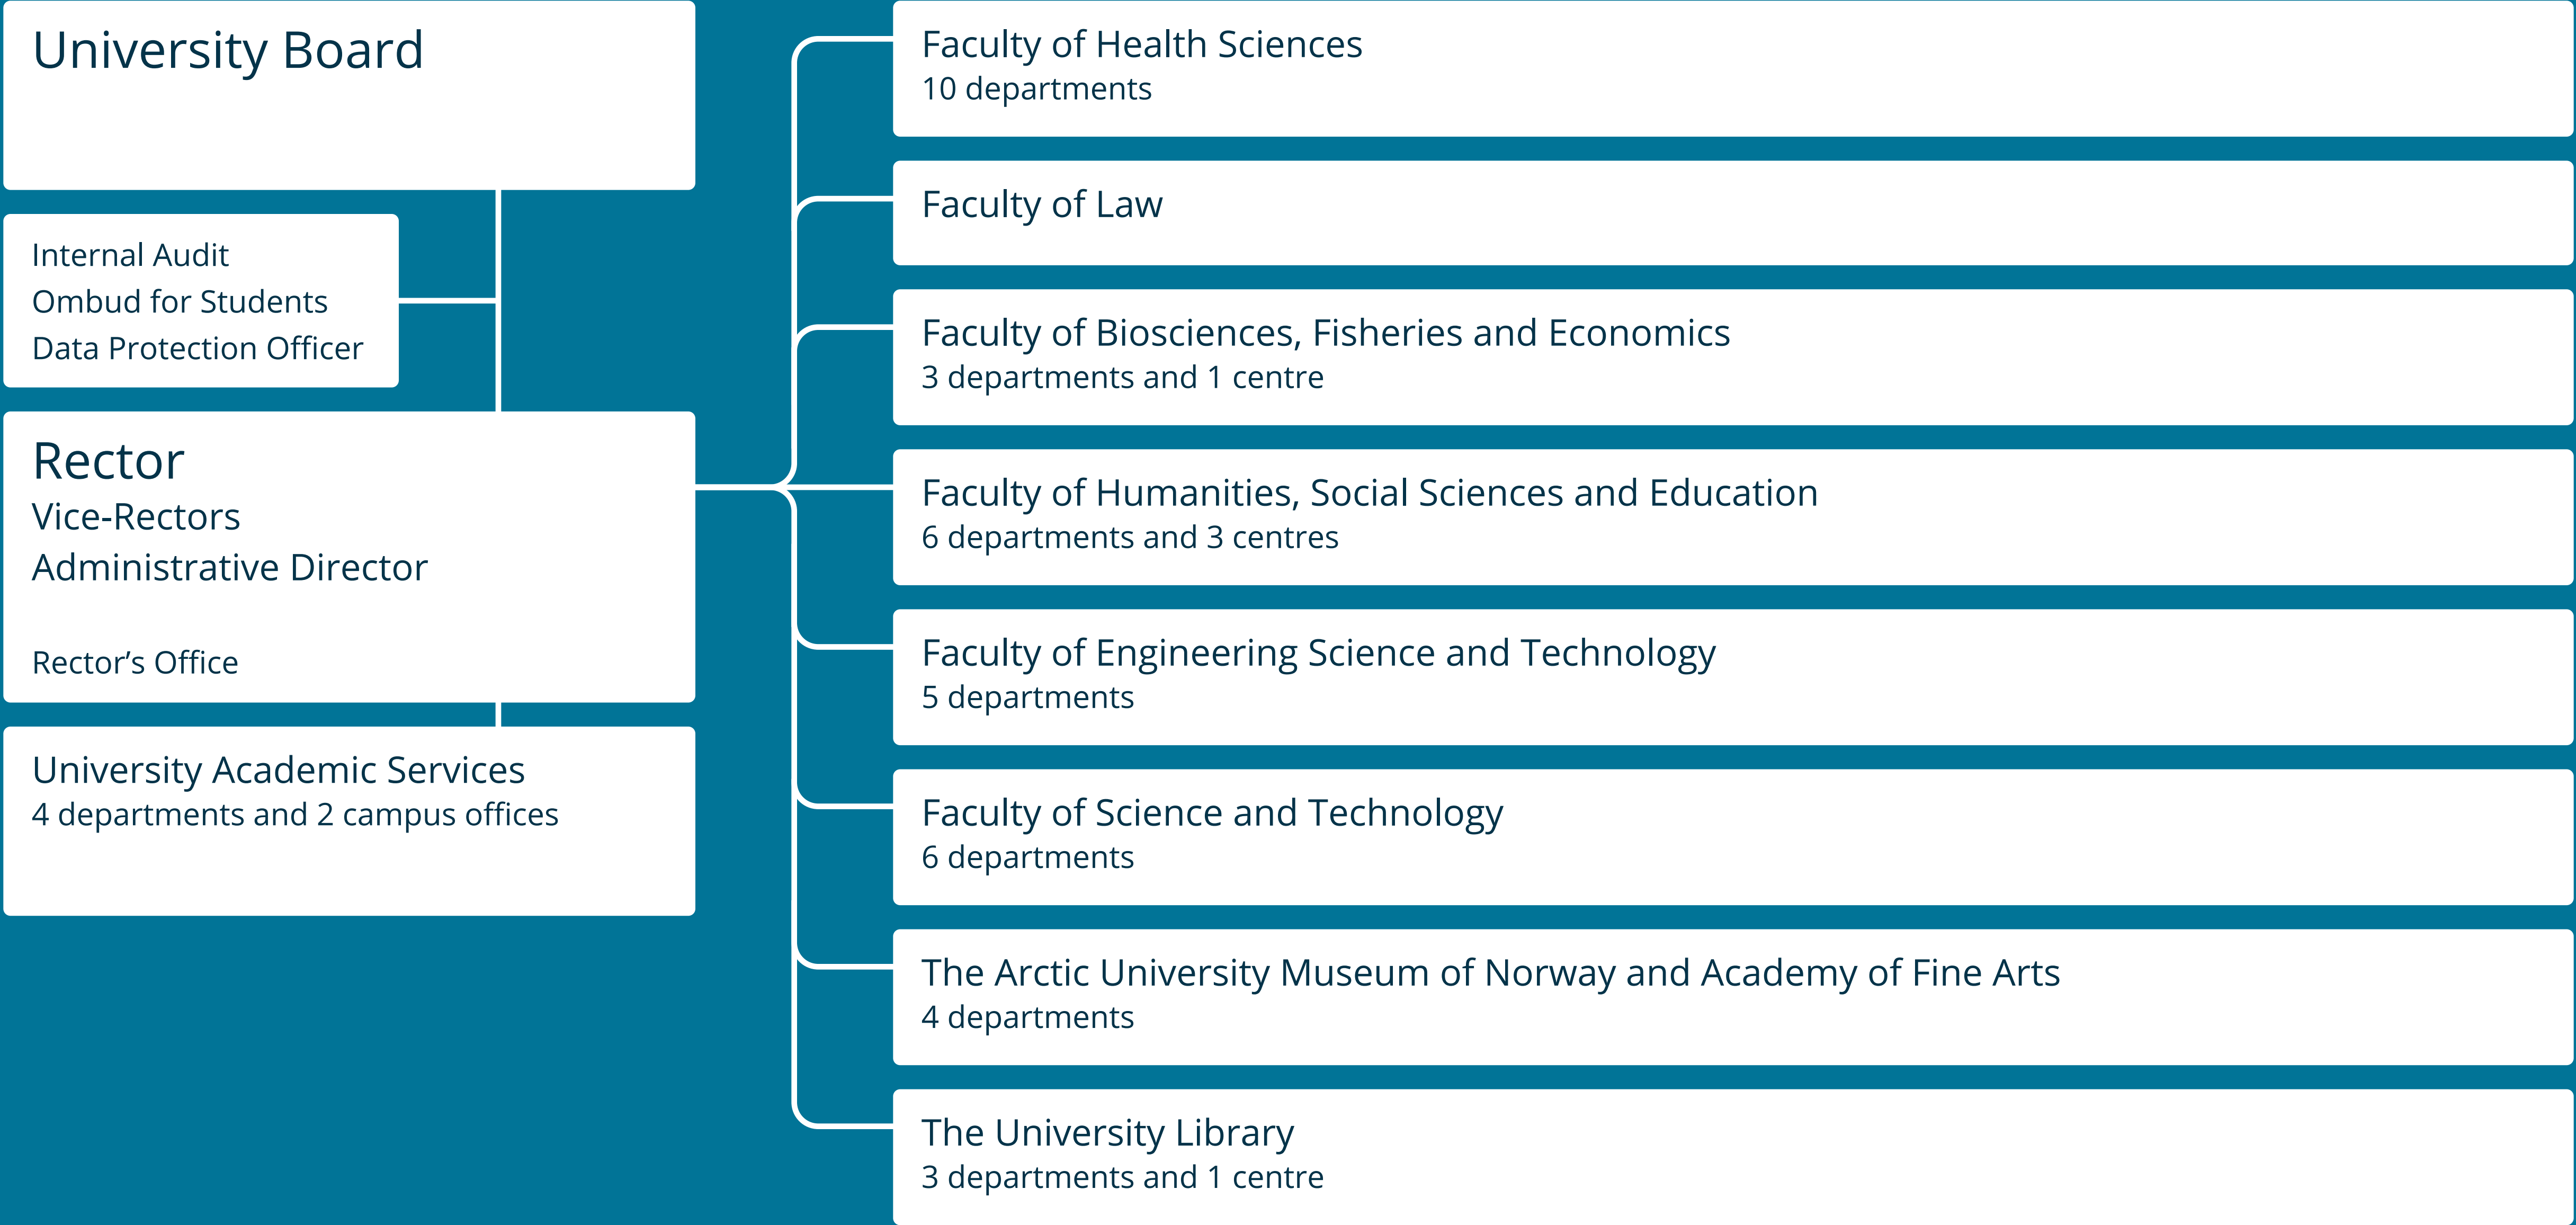 University Board
Internal Audit
Ombud for Students
Data Protection Officer
Rector
Vice-Rectors
Administrative Director
Rector’s Office
University Academic Services
4 departments and 2 campus offices
Faculty of Health Sciences
10 departments
Faculty of Law
Faculty of Biosciences, Fisheries and Economics
3 departments and 1 centre
Faculty of Humanities, Social Sciences and Education
6 departments and 3 centres
Faculty of Engineering Science and Technology
5 departments
Faculty of Science and Technology
6 departments
The Arctic University Museum of Norway and Academy of Fine Arts
4 departments
The University Library
3 departments and 1 centre